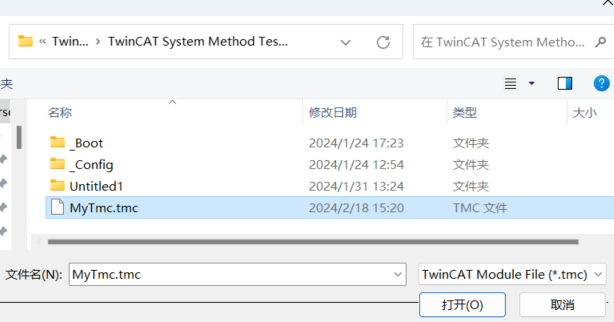 « Twin... › TwinCAT System Method Tes...
在 TwinCAT System Metho...
夹
名称 修改日期 类型 大小
_Boot 2024/1/24 17:23 文件夹
_Config 2024/1/24 12:54 文件夹
Untitled1 2024/1/31 13:24 文件夹
MyTmc.tmc 2024/2/18 15:20 TMC 文件
文件名(N): MyTmc.tmc TwinCAT Module File (*.tmc)
打开(O) 取消